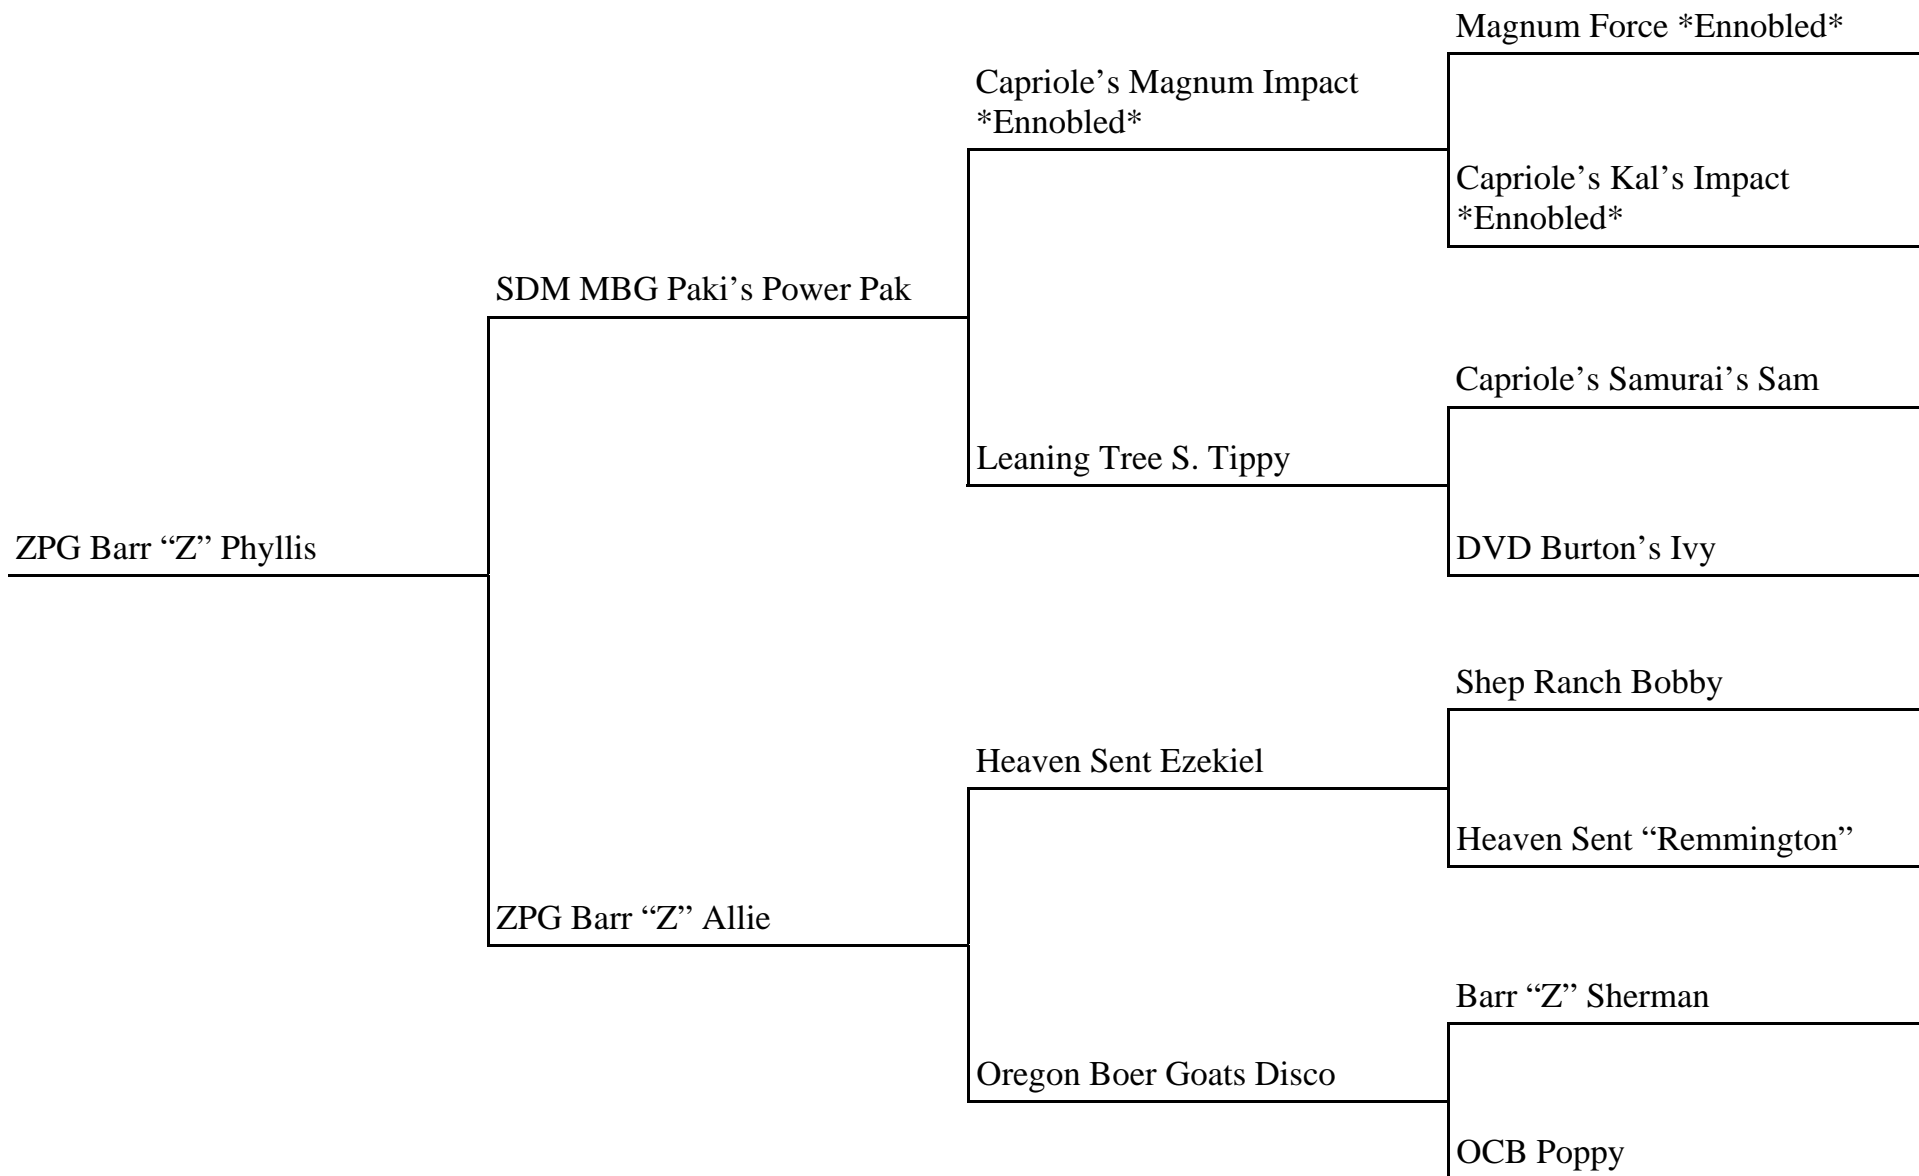 Magnum Force *Ennobled*
Capriole’s Magnum Impact
*Ennobled*
Capriole’s Kal’s Impact
*Ennobled*
SDM MBG Paki’s Power Pak
Capriole’s Samurai’s Sam
Leaning Tree S. Tippy
ZPG Barr “Z” Phyllis
DVD Burton’s Ivy
Shep Ranch Bobby
Heaven Sent Ezekiel
Heaven Sent “Remmington”
ZPG Barr “Z” Allie
Barr “Z” Sherman
Oregon Boer Goats Disco
OCB Poppy